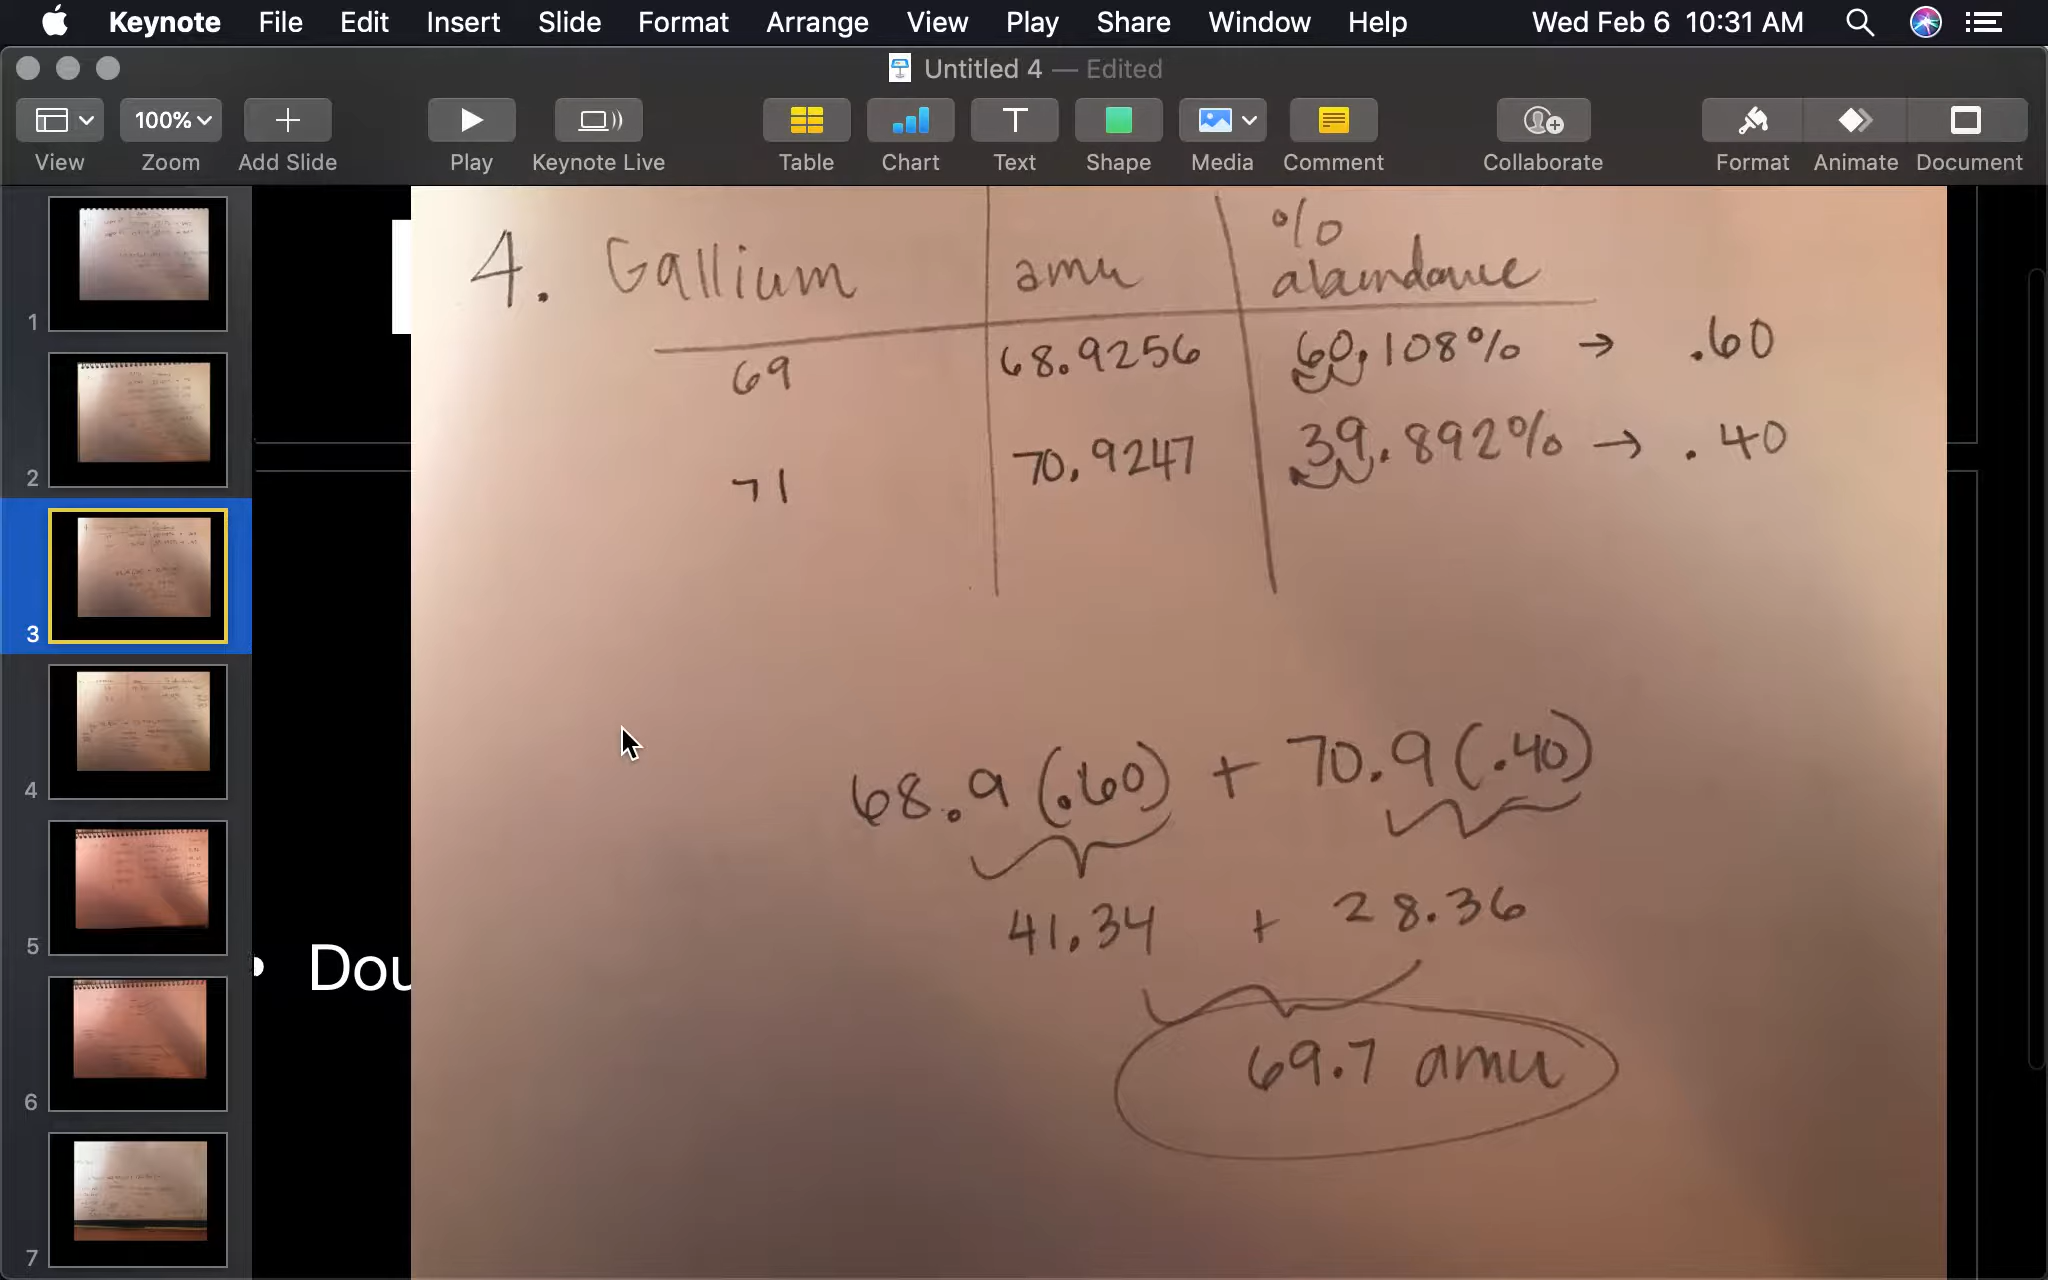 Keynote File Edit Insert Slide Format Arrange View Play Share Window Help Wed Feb 6 10:31 AM
Untitled 4 — Edited
100%
View Zoom Add Slide Play Keynote Live Table Chart Text Shape Media Comment Collaborate Format Animate Document
1
2
3
4
5
6
7
• Dou
%
4. Gallium amu abundance
69 68.9256 60.108% → .60
71 70.9247 39.892% → .40
68.9 (.60) + 70.9 (.40)
41.34 + 28.36
69.7 amu